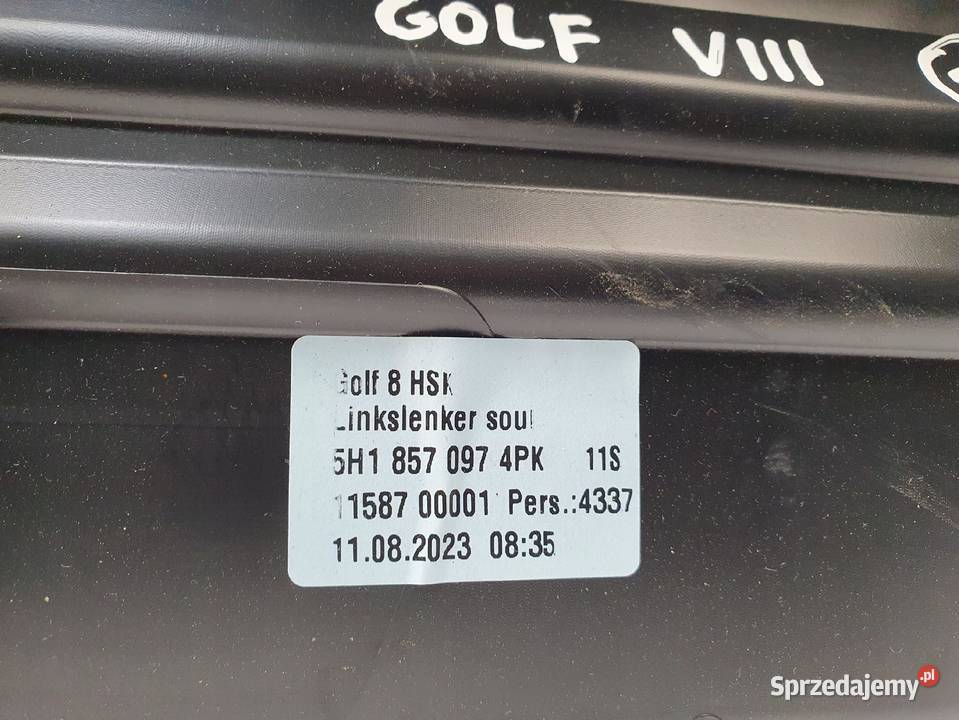 GOLF VIII
Golf 8 HSK
Linkslenker soul
5H1 857 097 4PK 11S
11587 00001 Pers.:4337
11.08.2023 08:35
Sprzedajemy.pl